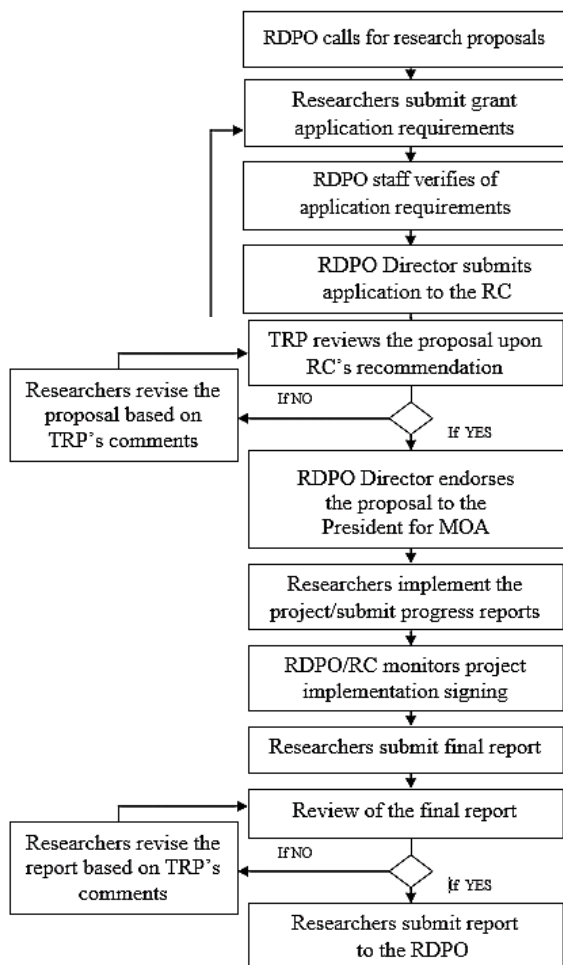 RDPO calls for research proposals
Researchers submit grant
application requirements
RDPO staff verifies of
application requirements
RDPO Director submits
application to the RC
TRP reviews the proposal upon
RC's recommendation
Researchers revise the
proposal based on
TRP's comments
If NO
If YES
RDPO Director endorses
the proposal to the
President for MOA
Researchers implement the
project/submit progress reports
RDPO/RC monitors project
implementation signing
Researchers submit final report
Review of the final report
Researchers revise the
report based on TRP's
comments
If NO
If YES
Researchers submit report
to the RDPO